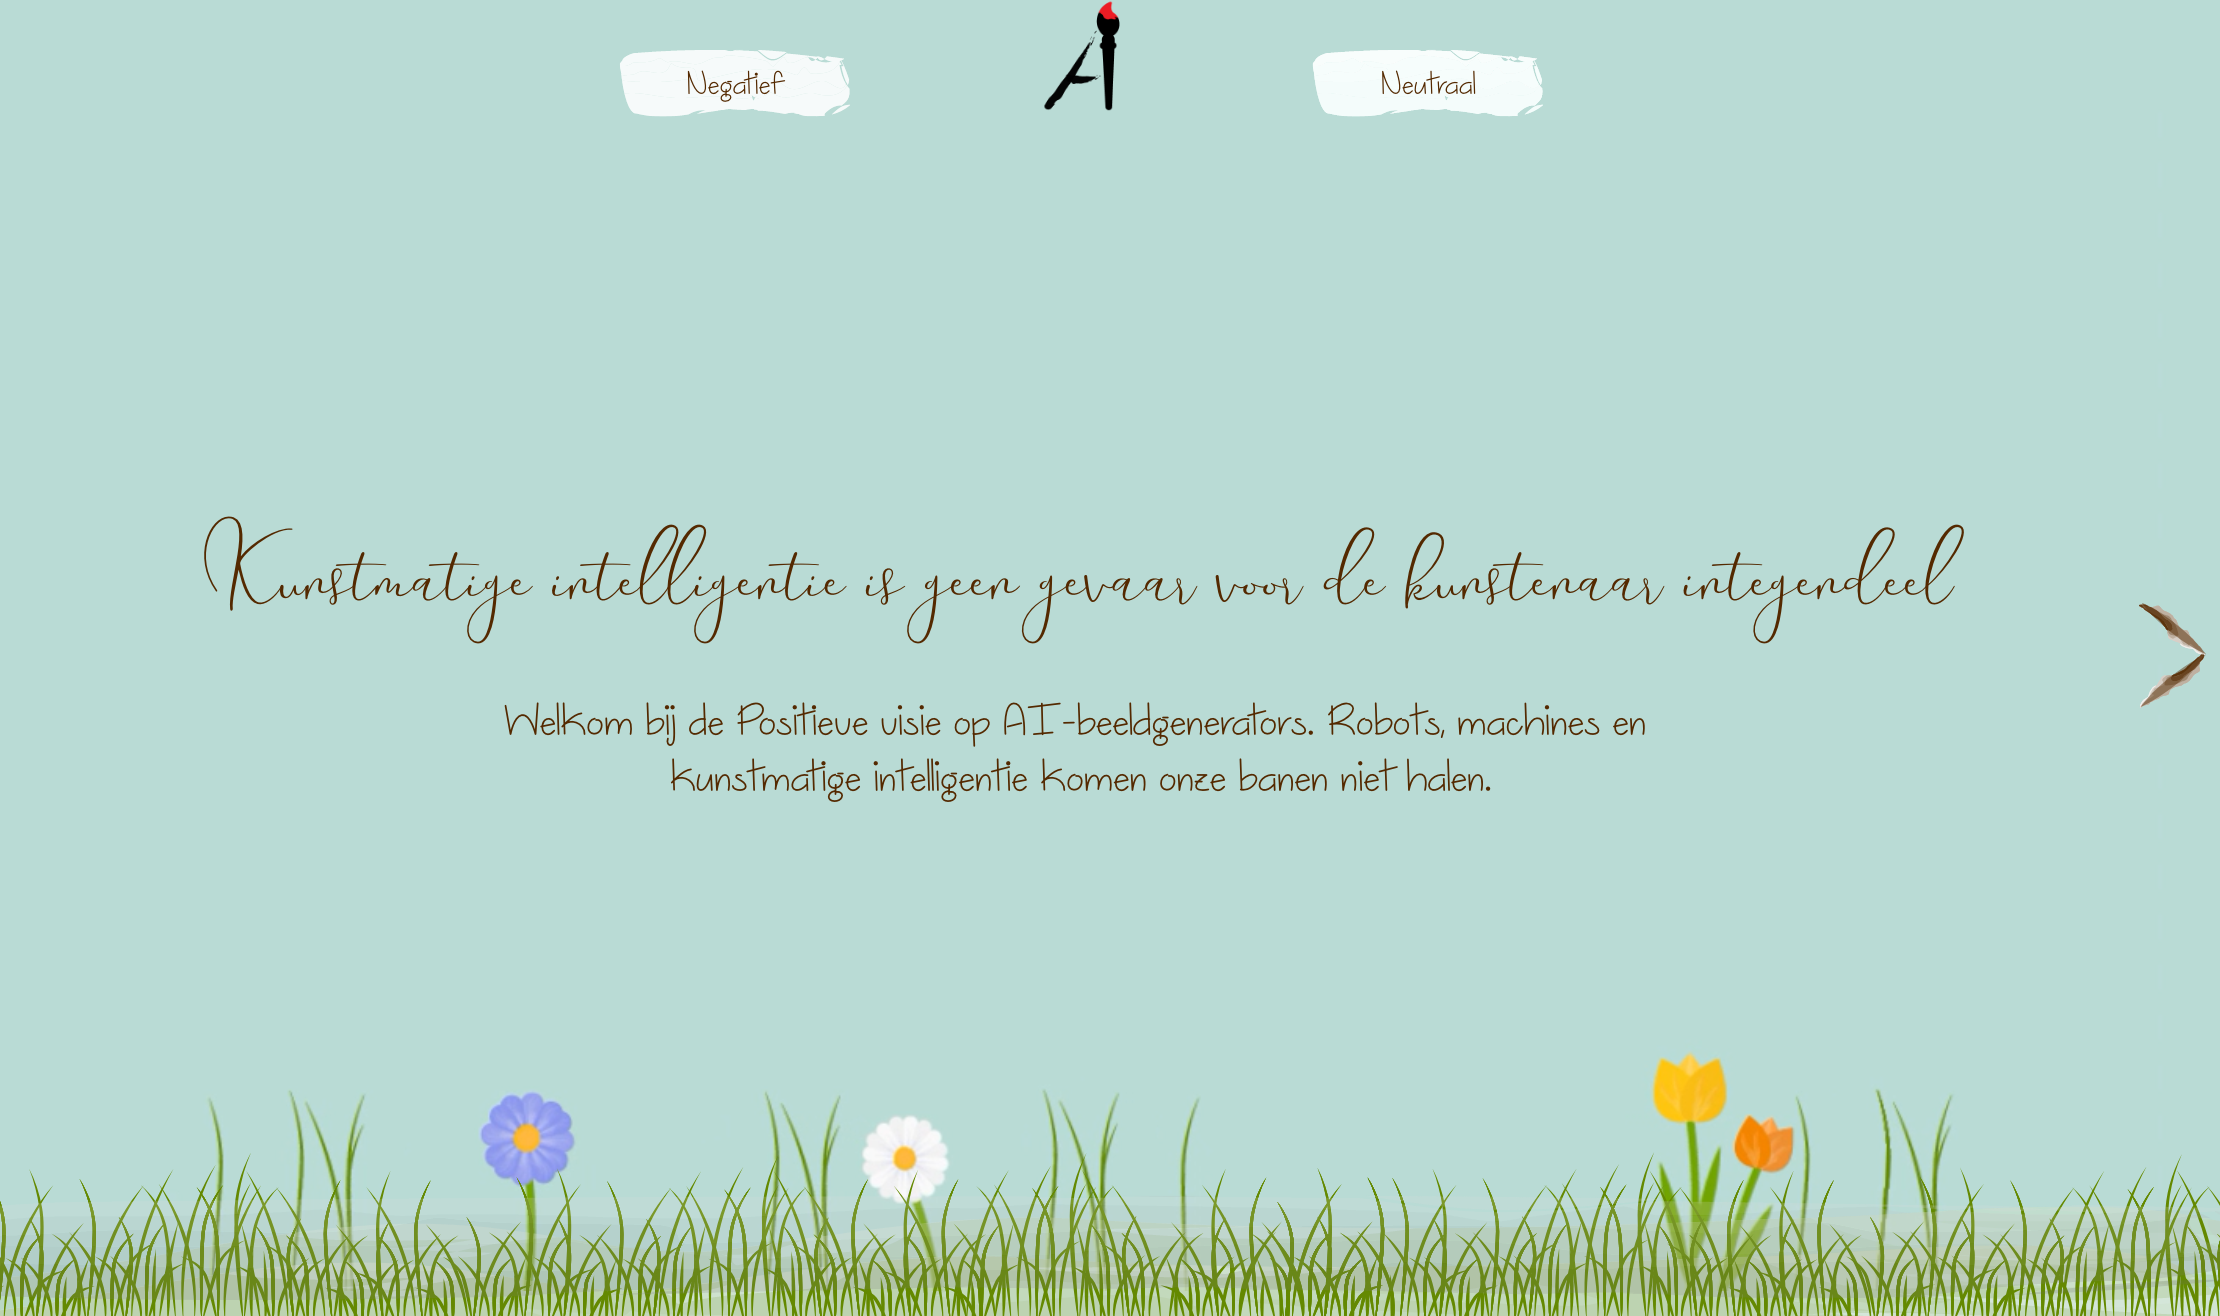 Negatief
AI
Neutraal
Kunstmatige intelligentie is geen gevaar voor de kunstenaar integendeel
Welkom bij de Positieve visie op AI-beeldgenerators. Robots, machines en
kunstmatige intelligentie komen onze banen niet halen.